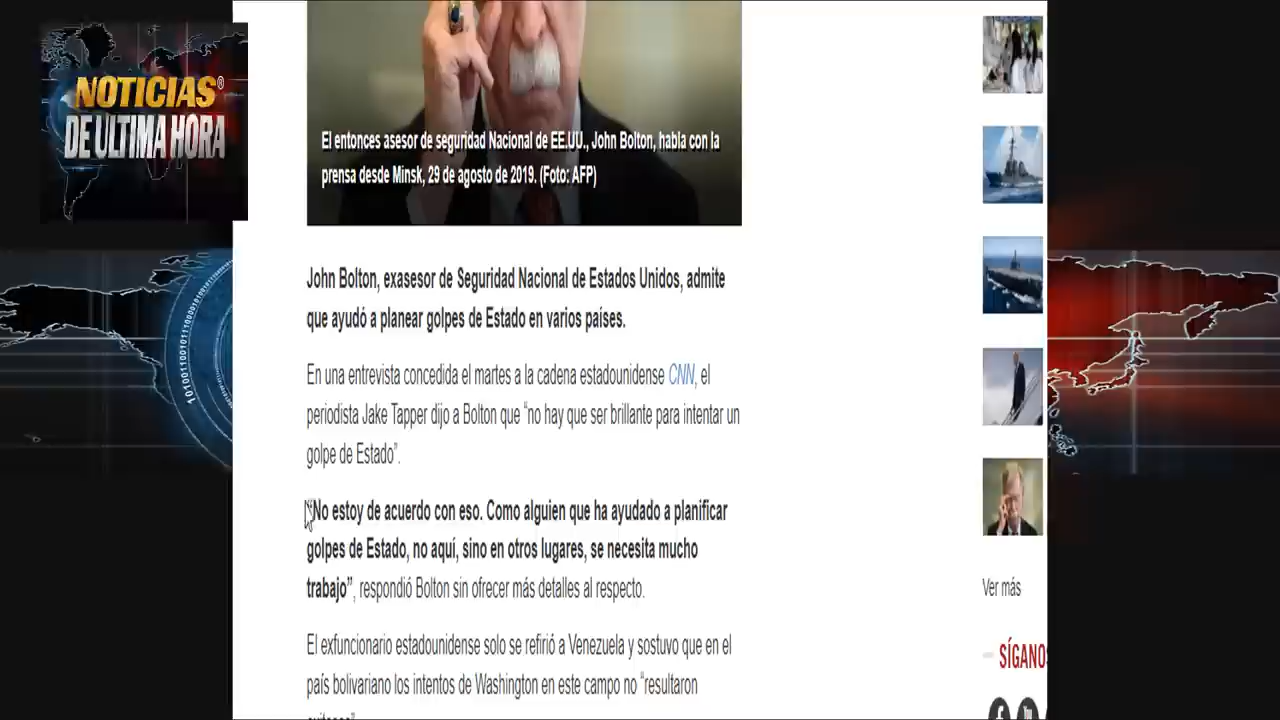 NOTICIAS®
DE ULTIMA HORA
El entonces asesor de seguridad Nacional de EE.UU., John Bolton, habla con la
prensa desde Minsk, 29 de agosto de 2019. (Foto: AFP)
John Bolton, exasesor de Seguridad Nacional de Estados Unidos, admite
que ayudó a planear golpes de Estado en varios países.
En una entrevista concedida el martes a la cadena estadounidense CNN, el
periodista Jake Tapper dijo a Bolton que “no hay que ser brillante para intentar un
golpe de Estado”.
“No estoy de acuerdo con eso. Como alguien que ha ayudado a planificar
golpes de Estado, no aquí, sino en otros lugares, se necesita mucho
trabajo”, respondió Bolton sin ofrecer más detalles al respecto.
El exfuncionario estadounidense solo se refirió a Venezuela y sostuvo que en el
país bolivariano los intentos de Washington en este campo no “resultaron
Ver más
SÍGANOS